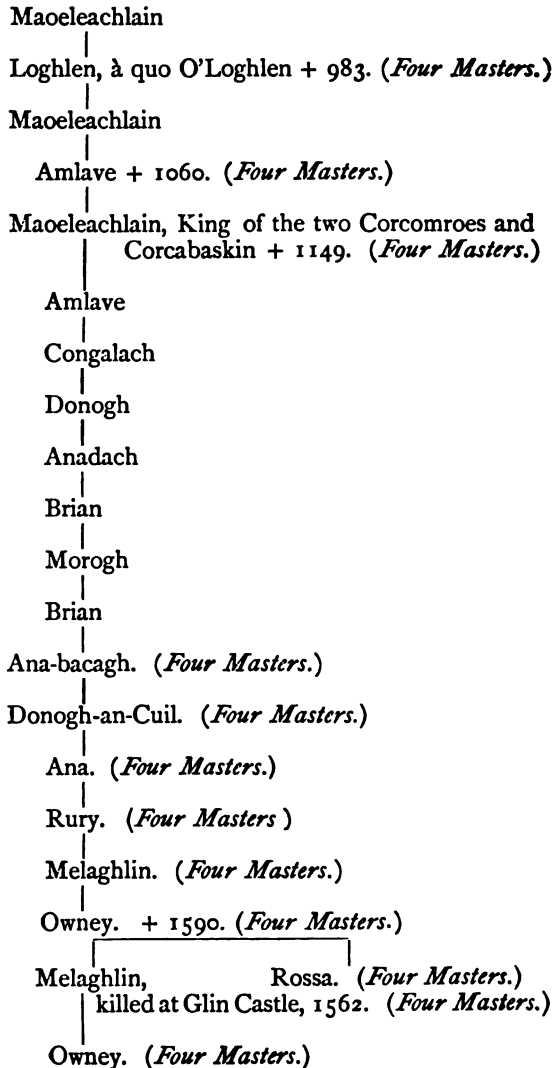 Maoeleachlain
Loghlen, à quo O'Loghlen + 983. (Four Masters.)
Maoeleachlain
Amlave + 1060. (Four Masters.)
Maoeleachlain, King of the two Corcomroes and
Corcabaskin + 1149. (Four Masters.)
Amlave
Congalach
Donogh
Anadach
Brian
Morogh
Brian
Ana-bacagh. (Four Masters.)
Donogh-an-Cuil. (Four Masters.)
Ana. (Four Masters.)
Rury. (Four Masters )
Melaghlin. (Four Masters.)
Owney. + 1590. (Four Masters.)
Melaghlin, Rossa. (Four Masters.)
killed at Glin Castle, 1562. (Four Masters.)
Owney. (Four Masters.)